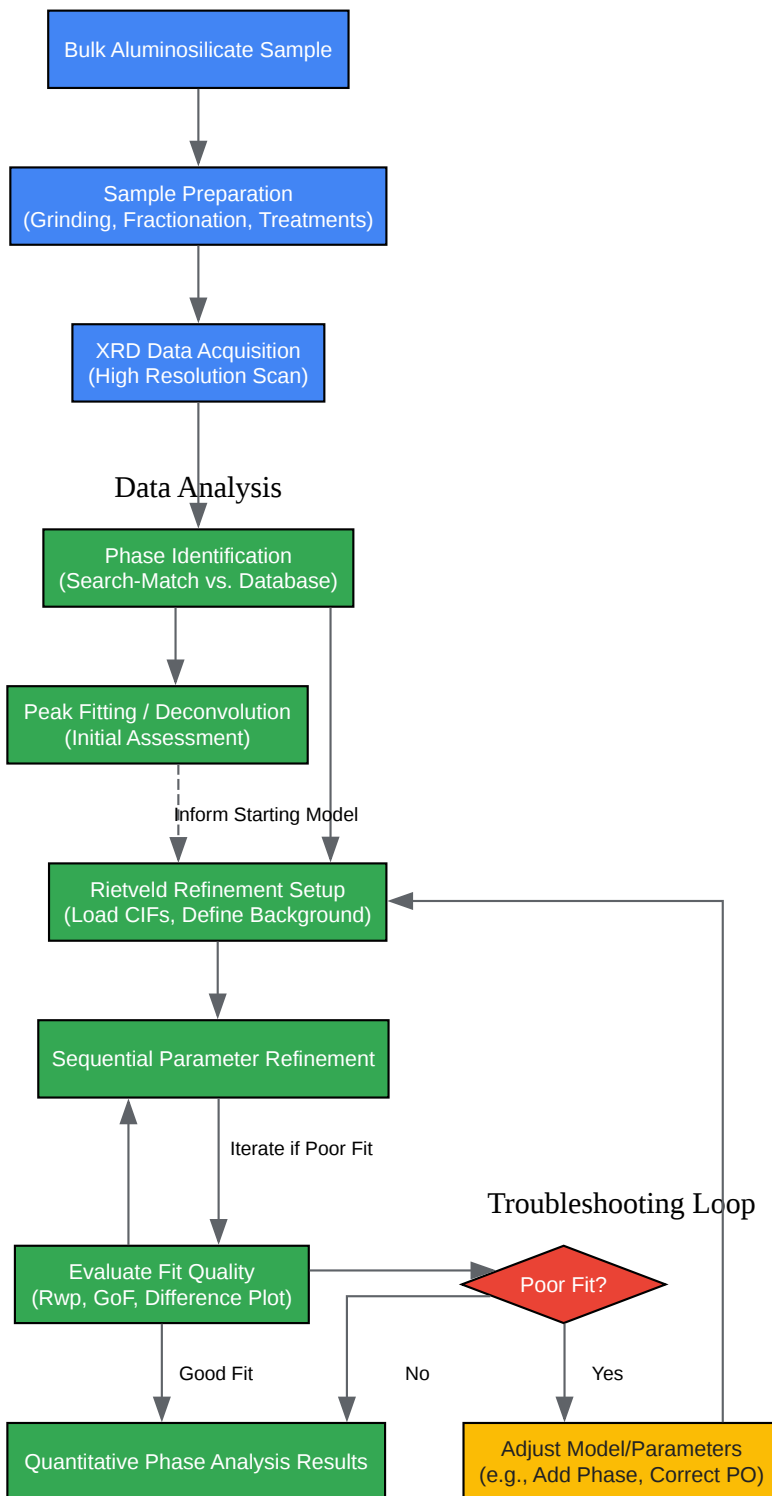 Bulk Aluminosilicate Sample
Sample Preparation
(Grinding, Fractionation, Treatments)
XRD Data Acquisition
(High Resolution Scan)
Data Analysis
Phase Identification
(Search-Match vs. Database)
Peak Fitting / Deconvolution
(Initial Assessment)
Inform Starting Model
Rietveld Refinement Setup
(Load CIFs, Define Background)
Sequential Parameter Refinement
Iterate if Poor Fit
Troubleshooting Loop
Evaluate Fit Quality
(Rwp, GoF, Difference Plot)
Poor Fit?
Good Fit
No
Yes
Quantitative Phase Analysis Results
Adjust Model/Parameters
(e.g., Add Phase, Correct PO)